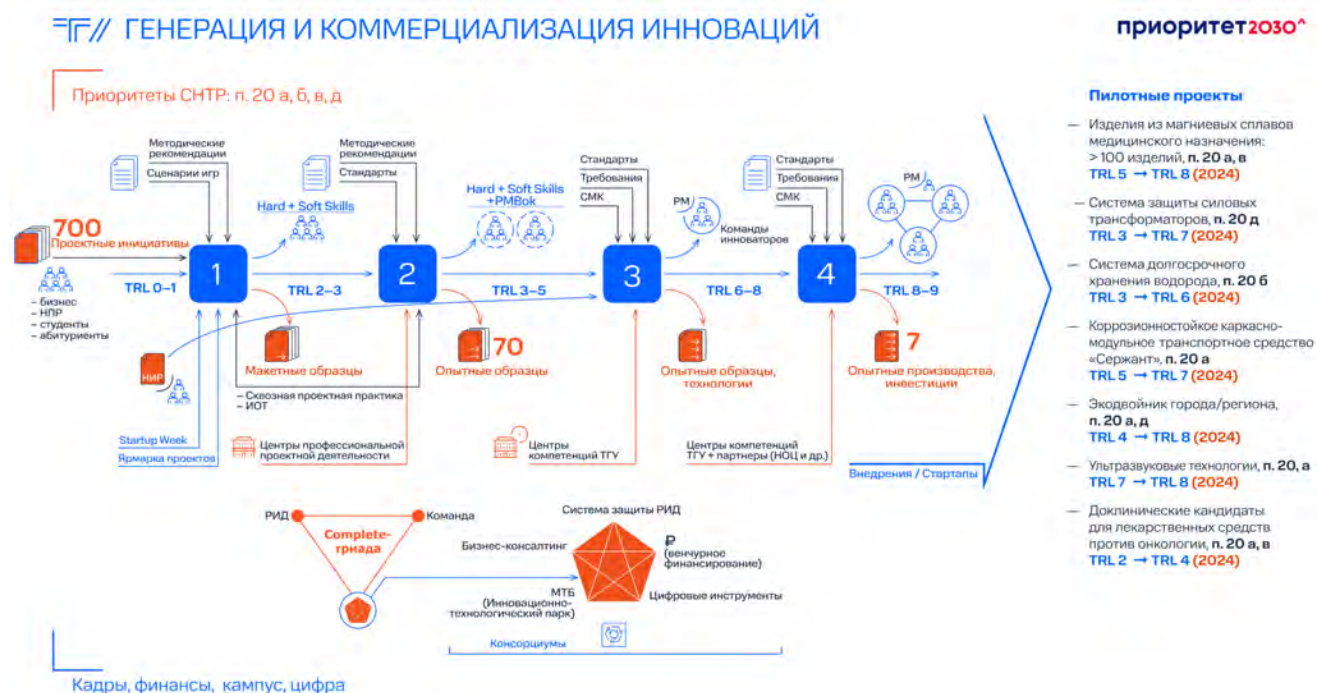 ГЕНЕРАЦИЯ И КОММЕРЦИАЛИЗАЦИЯ ИННОВАЦИЙ
приоритет2030^
Приоритеты СНТР: п. 20 а, б, в, д
Методические
рекомендации
Сценарии игр
Hard + Soft Skills
Методические
рекомендации
Стандарты
Hard + Soft Skills
+PMBok
Стандарты
Требования
СМК
PM
Команды
инноваторов
Стандарты
Требования
СМК
PM
700
Проектные инициативы
1
2
3
4
TRL 0–1
TRL 2–3
TRL 3–5
TRL 6–8
TRL 8–9
– бизнес
– НПР
– студенты
– абитуриенты
НИР
Макетные образцы
70
Опытные образцы
Опытные образцы,
технологии
7
Опытные производства,
инвестиции
– Сквозная проектная практика
– ИОТ
Startup Week
Ярмарка проектов
Центры профессиональной
проектной деятельности
Центры
компетенций ТГУ
Центры компетенций
ТГУ + партнеры (НОЦ и др.)
Внедрения / Стартапы
РИД
Команда
Complete-
триада
Система защиты РИД
Бизнес-консалтинг
₽
(венчурное
финансирование)
МТБ
(Инновационно-
технологический парк)
Цифровые инструменты
Консорциумы
Кадры, финансы, кампус, цифра
Пилотные проекты
— Изделия из магниевых сплавов
медицинского назначения:
> 100 изделий, п. 20 а, в
TRL 5 → TRL 8 (2024)
— Система защиты силовых
трансформаторов, п. 20 д
TRL 3 → TRL 7 (2024)
— Система долгосрочного
хранения водорода, п. 20 б
TRL 3 → TRL 6 (2024)
— Коррозионностойкое каркасно-
модульное транспортное средство
«Сержант», п. 20 а
TRL 5 → TRL 7 (2024)
— Экодвойник города/региона,
п. 20 а, д
TRL 4 → TRL 8 (2024)
— Ультразвуковые технологии, п. 20, а
TRL 7 → TRL 8 (2024)
— Доклинические кандидаты
для лекарственных средств
против онкологии, п. 20 а, в
TRL 2 → TRL 4 (2024)